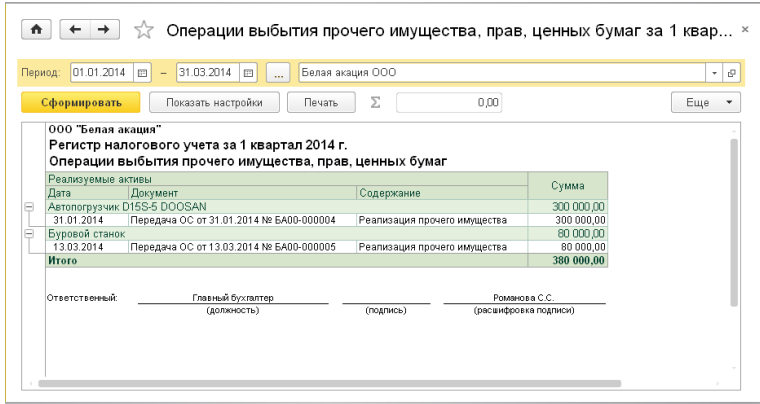 Операции выбытия прочего имущества, прав, ценных бумаг за 1 квар... ×
Период: 01.01.2014 – 31.03.2014 ... Белая акация ООО
Сформировать Показать настройки Печать Σ 0,00 Еще
ООО "Белая акация"
Регистр налогового учета за 1 квартал 2014 г.
Операции выбытия прочего имущества, прав, ценных бумаг
Реализуемые активы Сумма
Дата Документ Содержание
Автопогрузчик D15S-5 DOOSAN 300 000,00
31.01.2014 Передача ОС от 31.01.2014 № БА00-000004 Реализация прочего имущества 300 000,00
Буровой станок 80 000,00
13.03.2014 Передача ОС от 13.03.2014 № БА00-000005 Реализация прочего имущества 80 000,00
Итого 380 000,00
Ответственный: Главный бухгалтер Романова С.С.
(должность) (подпись) (расшифровка подписи)